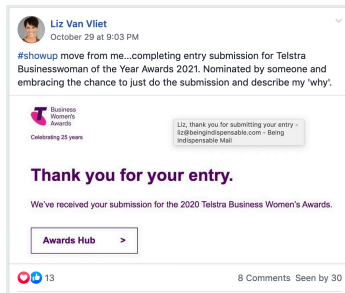 Liz Van Vliet
October 29 at 9:03 PM
#showup move from me...completing entry submission for Telstra
Businesswoman of the Year Awards 2021. Nominated by someone and
embracing the chance to just do the submission and describe my 'why'.
Business
Women's
Awards
Celebrating 25 years
Liz, thank you for submitting your entry -
liz@beingindispensable.com - Being
Indispensable Mail
Thank you for your entry.
We've received your submission for the 2020 Telstra Business Women's Awards.
Awards Hub >
13
8 Comments Seen by 30